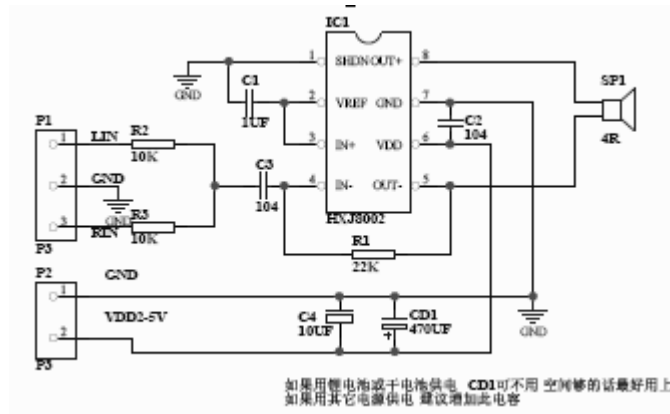 IC1
1 SHDN OUT+ 8
GND
C1
1UF
2 VREF GND 7
C2
104
SP1
4R
3 IN+ VDD 6
4 IN- OUT- 5
HXJ8002
P1
1 LIN R2
10K
C3
104
2 GND
GND
3 RIN R3
10K
P3
R1
22K
P2
1 GND
GND
VDD2-5V
2
P3
C4
10UF
CD1
470UF
+
如果用锂电池或干电池供电 CD1可不用 空间够的话最好用上
如果用其它电源供电 建议增加此电容